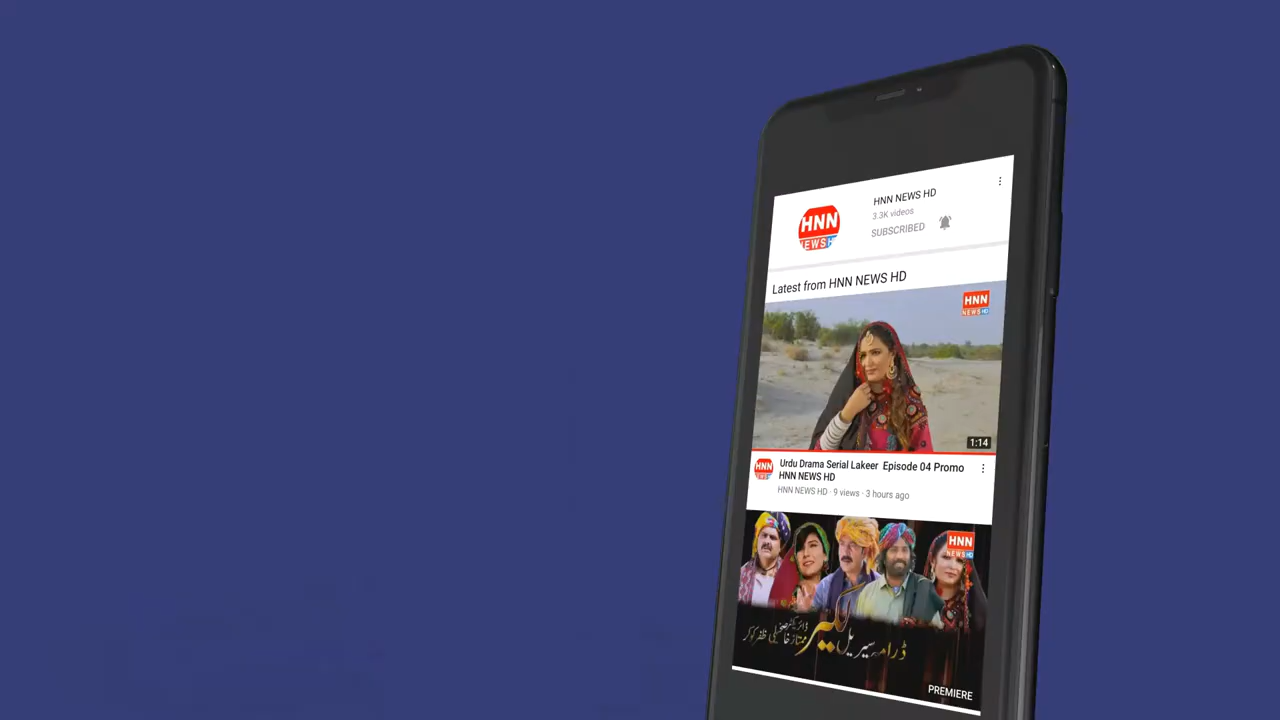 HNN NEWS HD
3.3K videos
SUBSCRIBED
HNN
NEWS
Latest from HNN NEWS HD
HNN
NEWS HD
1:14
HNN
NEWS
Urdu Drama Serial Lakeer Episode 04 Promo
HNN NEWS HD
HNN NEWS HD · 9 views · 3 hours ago
HNN
NEWS HD
ڈرامہ سیریل لکیر
PREMIERE